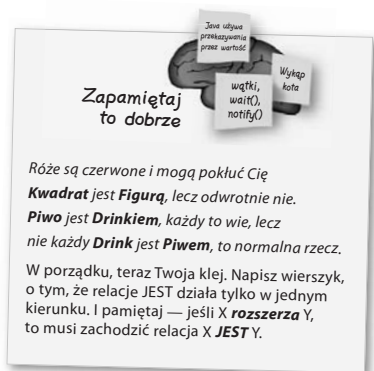 Java używa
przekazywania
przez wartość
Wykąp
kota
wątki,
wait(),
notify()
Zapamiętaj
to dobrze
Róże są czerwone i mogą pokłuć Cię
Kwadrat jest Figurą, lecz odwrotnie nie.
Piwo jest Drinkiem, każdy to wie, lecz
nie każdy Drink jest Piwem, to normalna rzecz.
W porządku, teraz Twoja klej. Napisz wierszyk,
o tym, że relacje JEST działa tylko w jednym
kierunku. I pamiętaj — jeśli X rozszerza Y,
to musi zachodzić relacja X JEST Y.